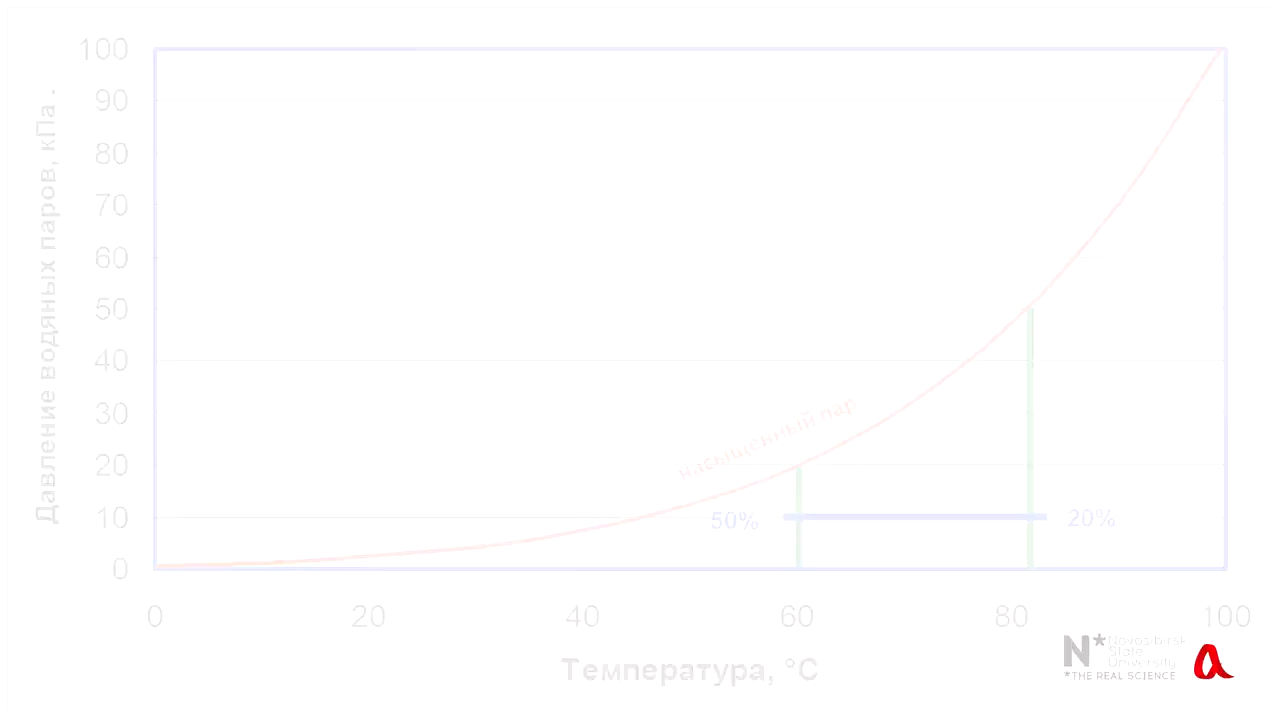 Давление водяных паров, кПа .
100
90
80
70
60
50
40
30
20
10
0
насыщенный пар
50%
20%
0
20
40
60
80
100
Температура, °C
N* Novosibirsk
State
University
*THE REAL SCIENCE